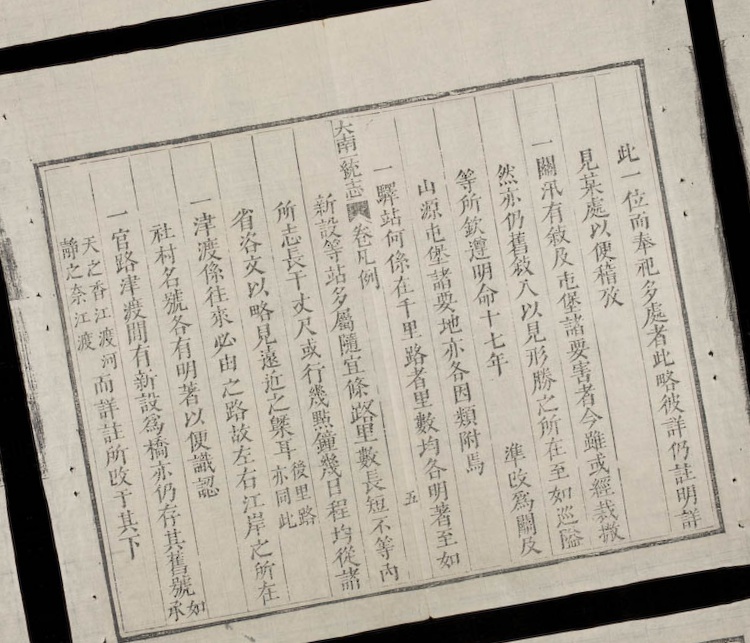 此一位而奉祀多處者此略彼詳仍註明詳
見某處以便稽攷
一關汛有敍及屯堡諸要害者今雖或經裁撤
然亦仍舊敍入以見形勝之所在至如巡隘
等所欽遵明命十七年 準改為關及
山源屯堡諸要地亦各因類附焉
一驛站何係在千里路者里數均各明著至如
大南 統志 卷凡例 五
新設等站多屬隨宜條路里數長短不等內
所志長干丈尺或行幾點鐘幾日程均從諸
省洛文以略見遠近之槩耳後里路亦同此
一津渡係往來必由之路故左右江岸之所在
社村名號各有明著以便識認
一官路津渡間有新設為橋亦仍存其舊號如承
天之香江渡河靜之奈江渡而詳註所改于其下